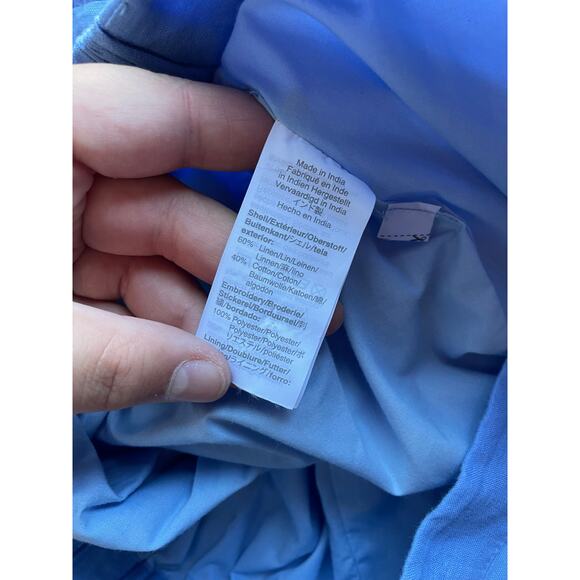 Made in India
Fabriqué en Inde
in Indien Hergestellt
Vervaardigd in India
インド製
Hecho en India
Shell/Extérieur/Oberstoff/
Buitenkant/シェル/tela
exterior:
60% Linen/Lin/Leinen/
Linnen/麻/lino
40% Cotton/Coton/
Baumwolle/Katoen/綿/
algodón
Embroidery/Broderie/
Stickerei/Borduursel/刺
繍/bordado:
100% Polyester/Polyester/
Polyester/Polyester/ポ
リエステル/poliéster
Lining/Doublure/Futter/
/ライニング/forro: